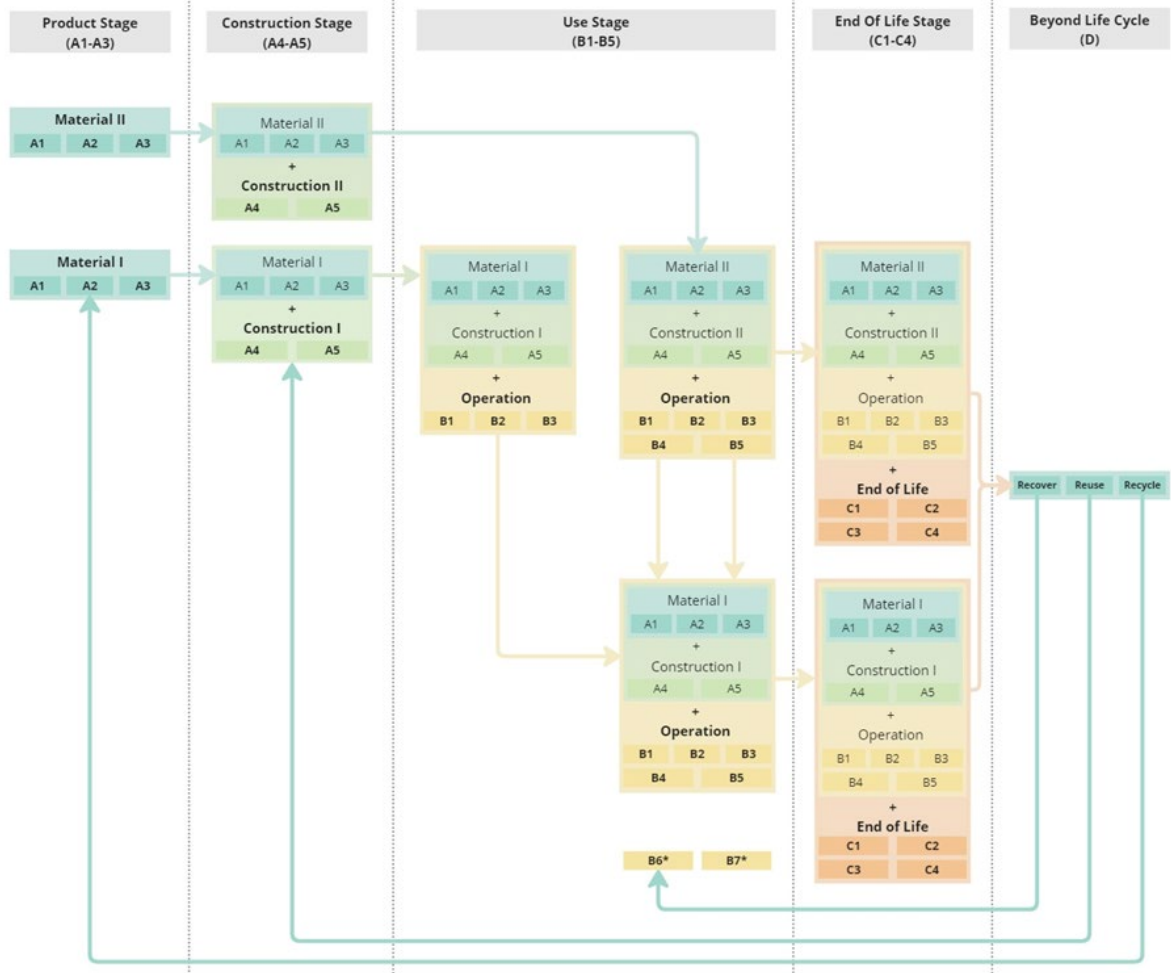 Product Stage
(A1-A3)
Construction Stage
(A4-A5)
Use Stage
(B1-B5)
End Of Life Stage
(C1-C4)
Beyond Life Cycle
(D)
Material II
A1 A2 A3
Material I
A1 A2 A3
Material II
A1 A2 A3
+
Construction II
A4 A5
Material I
A1 A2 A3
+
Construction I
A4 A5
Material I
A1 A2 A3
+
Construction I
A4 A5
+
Operation
B1 B2 B3
Material II
A1 A2 A3
+
Construction II
A4 A5
+
Operation
B1 B2 B3
B4 B5
Material I
A1 A2 A3
+
Construction I
A4 A5
+
Operation
B1 B2 B3
B4 B5
B6* B7*
Material II
A1 A2 A3
+
Construction II
A4 A5
+
Operation
B1 B2 B3
B4 B5
+
End of Life
C1 C2
C3 C4
Material I
A1 A2 A3
+
Construction I
A4 A5
+
Operation
B1 B2 B3
B4 B5
+
End of Life
C1 C2
C3 C4
Recover Reuse Recycle